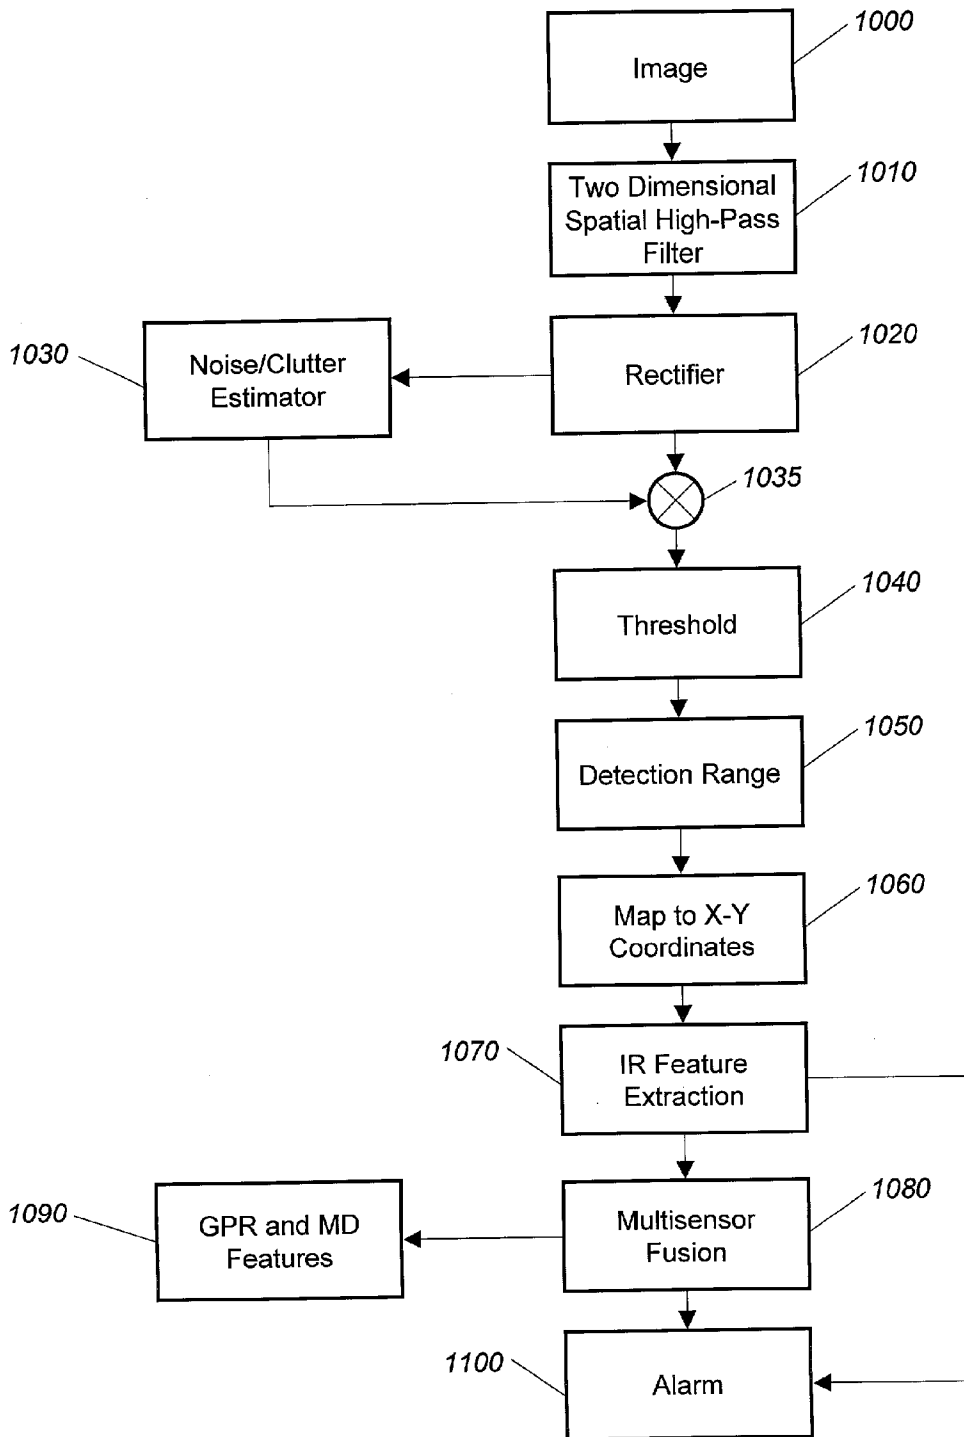 1000
Image
1010
Two Dimensional
Spatial High-Pass
Filter
1020
Rectifier
1030
Noise/Clutter
Estimator
1035
1040
Threshold
1050
Detection Range
1060
Map to X-Y
Coordinates
1070
IR Feature
Extraction
1080
Multisensor
Fusion
1090
GPR and MD
Features
1100
Alarm